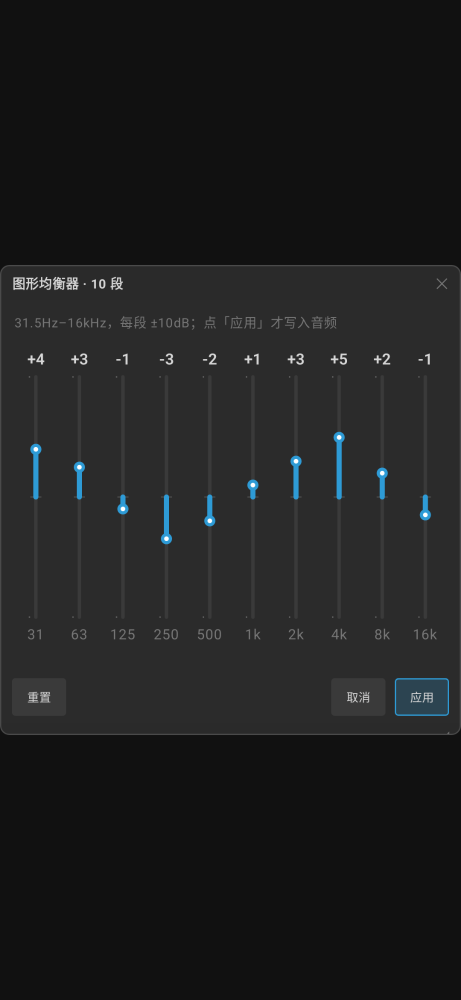 图形均衡器 · 10 段
31.5Hz–16kHz，每段 ±10dB；点「应用」才写入音频
+4 +3 -1 -3 -2 +1 +3 +5 +2 -1
31 63 125 250 500 1k 2k 4k 8k 16k
重置 取消 应用